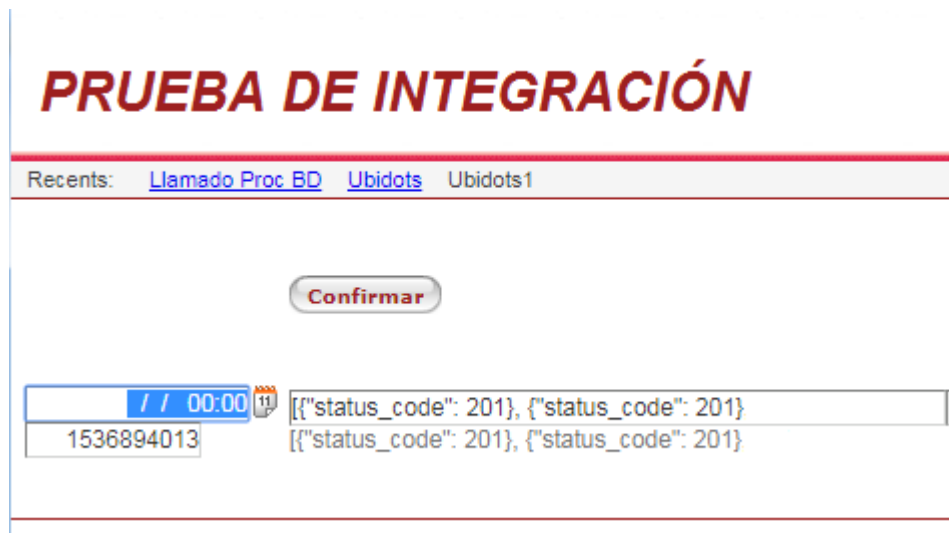 PRUEBA DE INTEGRACIÓN
Recents: Llamado Proc BD Ubidots Ubidots1
Confirmar
/ / 00:00 11 [{"status_code": 201}, {"status_code": 201}
1536894013 [{"status_code": 201}, {"status_code": 201}